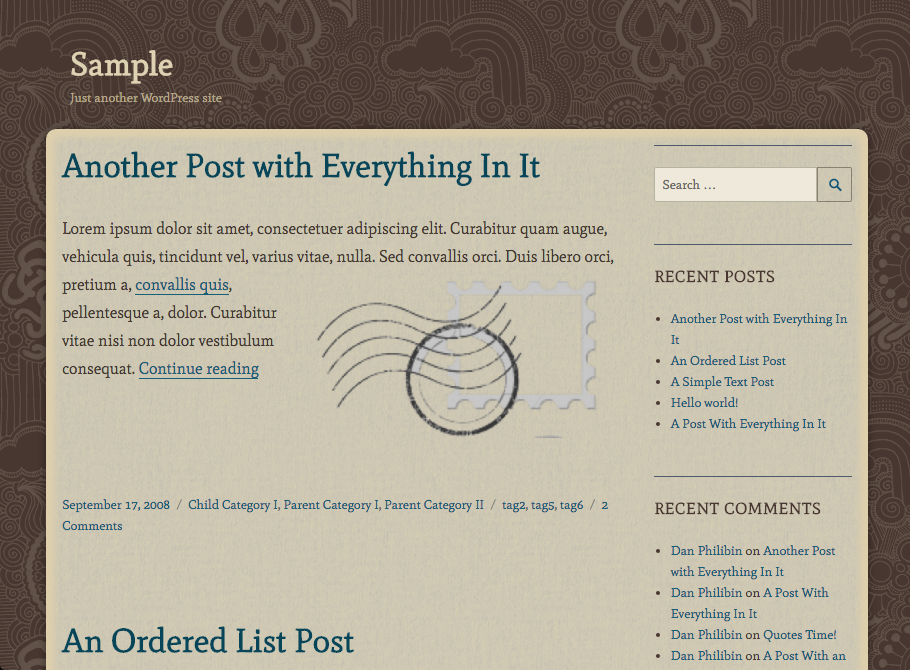 Sample
Just another WordPress site
Another Post with Everything In It
Lorem ipsum dolor sit amet, consectetuer adipiscing elit. Curabitur quam augue,
vehicula quis, tincidunt vel, varius vitae, nulla. Sed convallis orci. Duis libero orci,
pretium a, convallis quis,
pellentesque a, dolor. Curabitur
vitae nisi non dolor vestibulum
consequat. Continue reading
September 17, 2008 / Child Category I, Parent Category I, Parent Category II / tag2, tag5, tag6 / 2
Comments
An Ordered List Post
Search …
RECENT POSTS
Another Post with Everything In
It
An Ordered List Post
A Simple Text Post
Hello world!
A Post With Everything In It
RECENT COMMENTS
Dan Philibin on Another Post
with Everything In It
Dan Philibin on A Post With
Everything In It
Dan Philibin on Quotes Time!
Dan Philibin on A Post With an